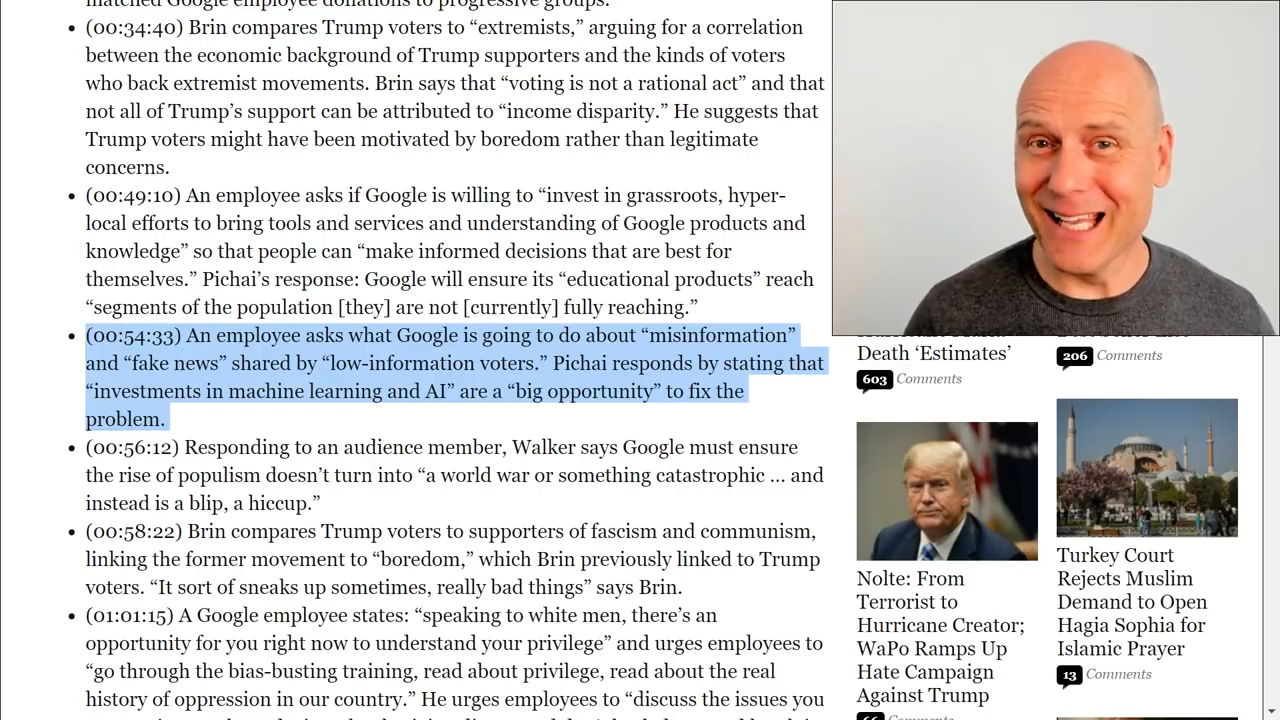 matched Google employee donations to progressive groups.
• (00:34:40) Brin compares Trump voters to “extremists,” arguing for a correlation
between the economic background of Trump supporters and the kinds of voters
who back extremist movements. Brin says that “voting is not a rational act” and that
not all of Trump’s support can be attributed to “income disparity.” He suggests that
Trump voters might have been motivated by boredom rather than legitimate
concerns.
• (00:49:10) An employee asks if Google is willing to “invest in grassroots, hyper-
local efforts to bring tools and services and understanding of Google products and
knowledge” so that people can “make informed decisions that are best for
themselves.” Pichai’s response: Google will ensure its “educational products” reach
“segments of the population [they] are not [currently] fully reaching.”
• (00:54:33) An employee asks what Google is going to do about “misinformation”
and “fake news” shared by “low-information voters.” Pichai responds by stating that
“investments in machine learning and AI” are a “big opportunity” to fix the
problem.
• (00:56:12) Responding to an audience member, Walker says Google must ensure
the rise of populism doesn’t turn into “a world war or something catastrophic ... and
instead is a blip, a hiccup.”
• (00:58:22) Brin compares Trump voters to supporters of fascism and communism,
linking the former movement to “boredom,” which Brin previously linked to Trump
voters. “It sort of sneaks up sometimes, really bad things” says Brin.
• (01:01:15) A Google employee states: “speaking to white men, there’s an
opportunity for you right now to understand your privilege” and urges employees to
“go through the bias-busting training, read about privilege, read about the real
history of oppression in our country.” He urges employees to “discuss the issues you
Death ‘Estimates’
603 Comments
206 Comments
Nolte: From
Terrorist to
Hurricane Creator;
WaPo Ramps Up
Hate Campaign
Against Trump
66 Comments
Turkey Court
Rejects Muslim
Demand to Open
Hagia Sophia for
Islamic Prayer
13 Comments